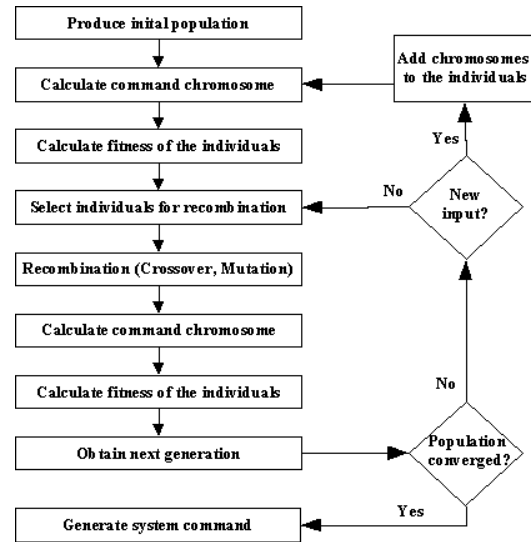 Produce inital population
Add chromosomes
to the individuals
Calculate command chromosome
Calculate fitness of the individuals
Yes
No
New
input?
Select individuals for recombination
Recombination (Crossover, Mutation)
Calculate command chromosome
Calculate fitness of the individuals
No
Obtain next generation
Population
converged?
Yes
Generate system command